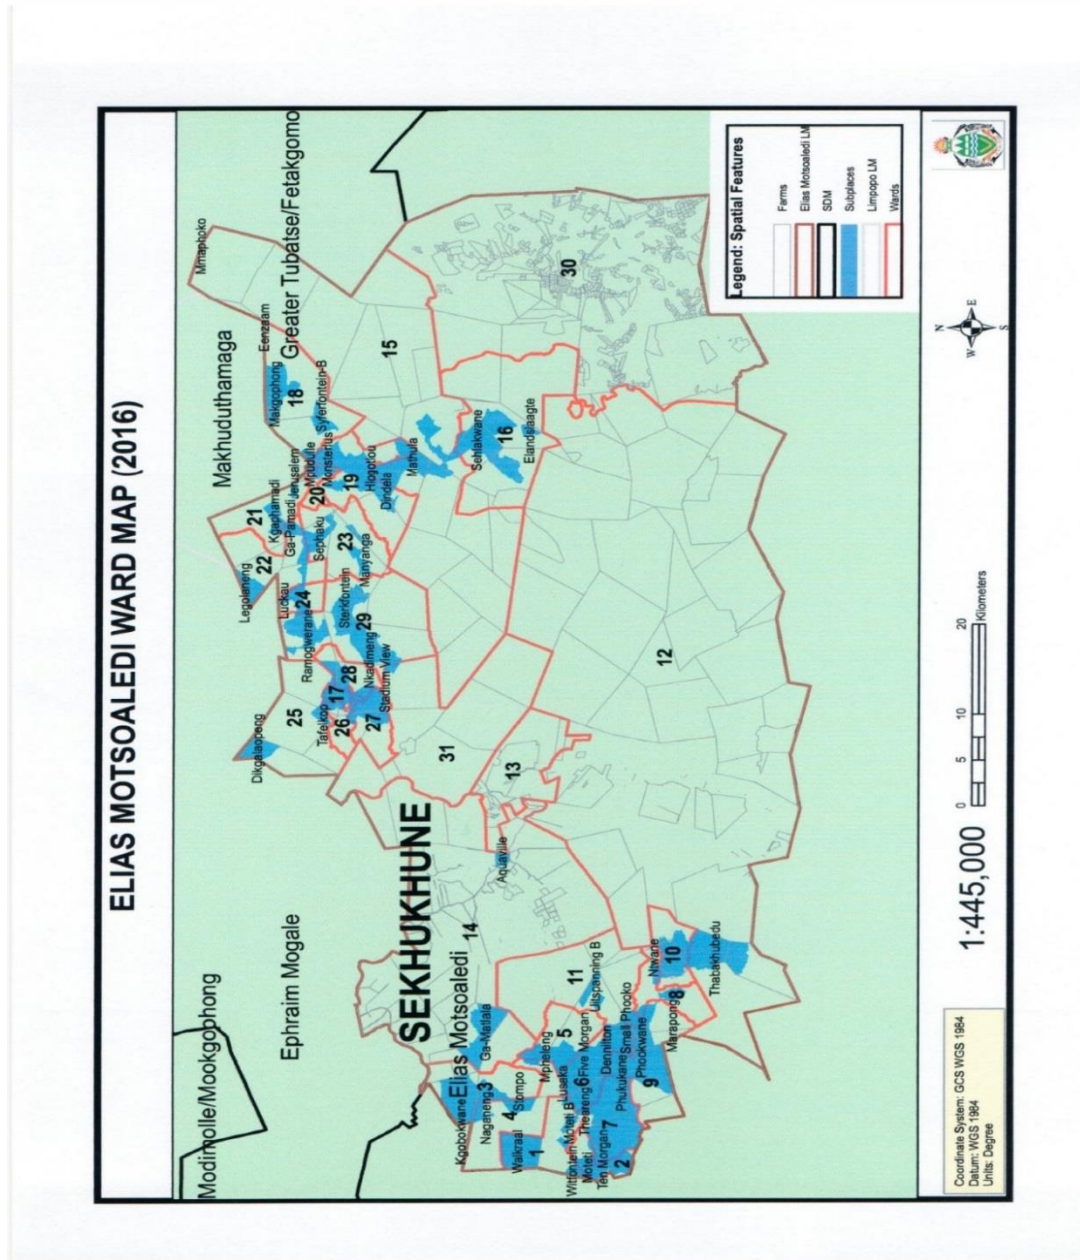 ELIAS MOTSOALEDI WARD MAP (2016)
Modimolle/Mookgophong
Ephraim Mogale
Makhuduthamaga
Greater Tubatse/Fetakgomo
SEKHUKHUNE
Elias Motsoaledi
Mmaphoko
Eenzaam
Makgophong
18
Syferfontein-B
15
30
Legolaneng
22
21
Kgaphamadi
Ga-Pamadi
Jerusalem
Mpudulle
Monsterlus
20
19
Hlogotlou
Dindela
Mathula
Sehlakwane
16
Elandslaagte
Luckau
24
Sephaku
23
Manyanga
Ramogwerane
Sterkfontein
29
Nkadimeng
Stadium View
28
17
Tafelkop
26
27
25
Dikgalaopeng
31
13
12
Aquaville
14
Ga-Matlala
Kgobokwane
Naganeng
3
4
Stompo
Walkraal
1
Mpheleng
5
11
Uitspanning B
Lusaka
Five Morgan
6
Theareng
Moteti B
Witfontein
Moteti
Ten Morgan
2
7
Dennilton
Small Phooko
Phukukane
Phookwane
9
Marapong
8
Ntwane
10
Thabakhubedu
Legend: Spatial Features
Farms
Elias Motsoaledi LM
SDM
Subplaces
Limpopo LM
Wards
Coordinate System: GCS WGS 1984
Datum: WGS 1984
Units: Degree
1:445,000
0 5 10 20
Kilometers
N
W E
S